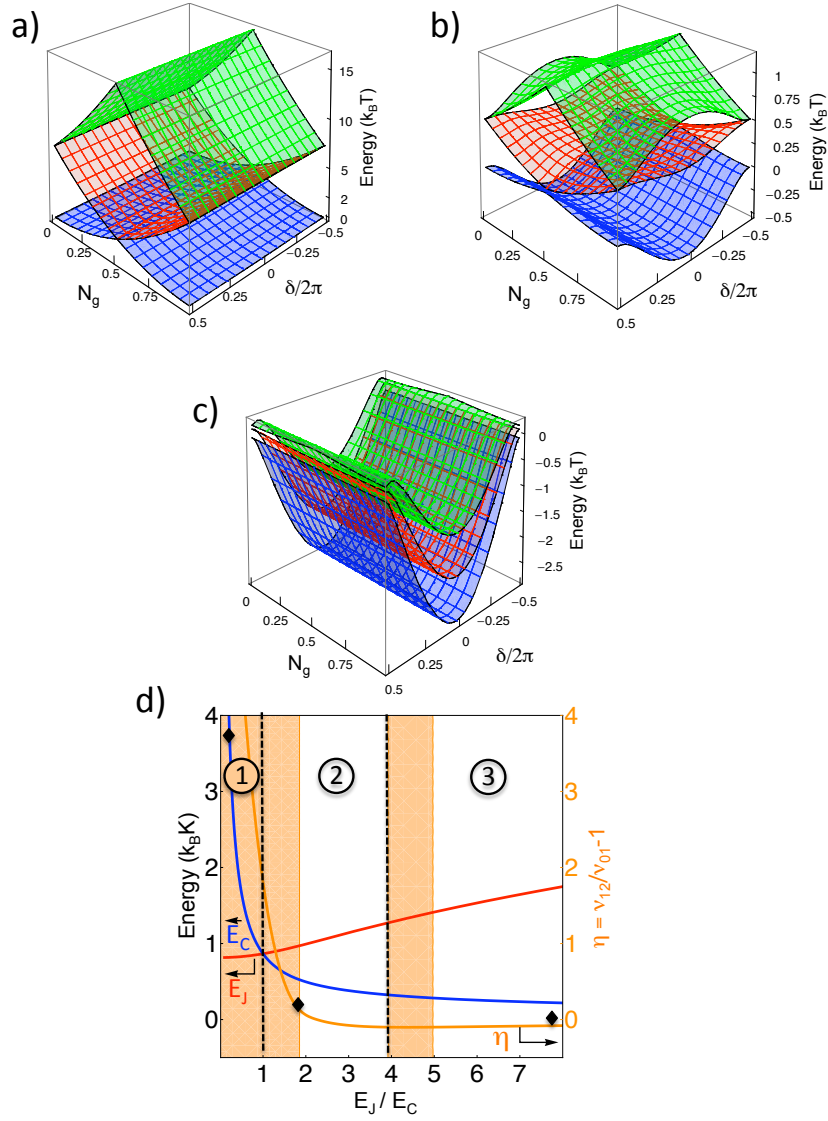 a)
15
10
5
2
0
Energy (k_BT)
0
0.25
0.5
0.75
N_g
0.5
0.25
0
-0.25
-0.5
δ/2π
b)
1
0.75
0.5
0.25
0
-0.25
-0.5
Energy (k_BT)
0
0.25
0.5
0.75
N_g
0.5
0.25
0
-0.25
-0.5
δ/2π
c)
0
-0.5
-1
-1.5
-2
-2.5
Energy (k_BT)
0
0.25
0.5
0.75
N_g
0.5
0.25
0
-0.25
-0.5
δ/2π
d)
4
3
2
1
0
Energy (k_BK)
1
2
3
E_C
E_J
η
4
3
2
1
0
η = ν_12/ν_01-1
1 2 3 4 5 6 7
E_J / E_C